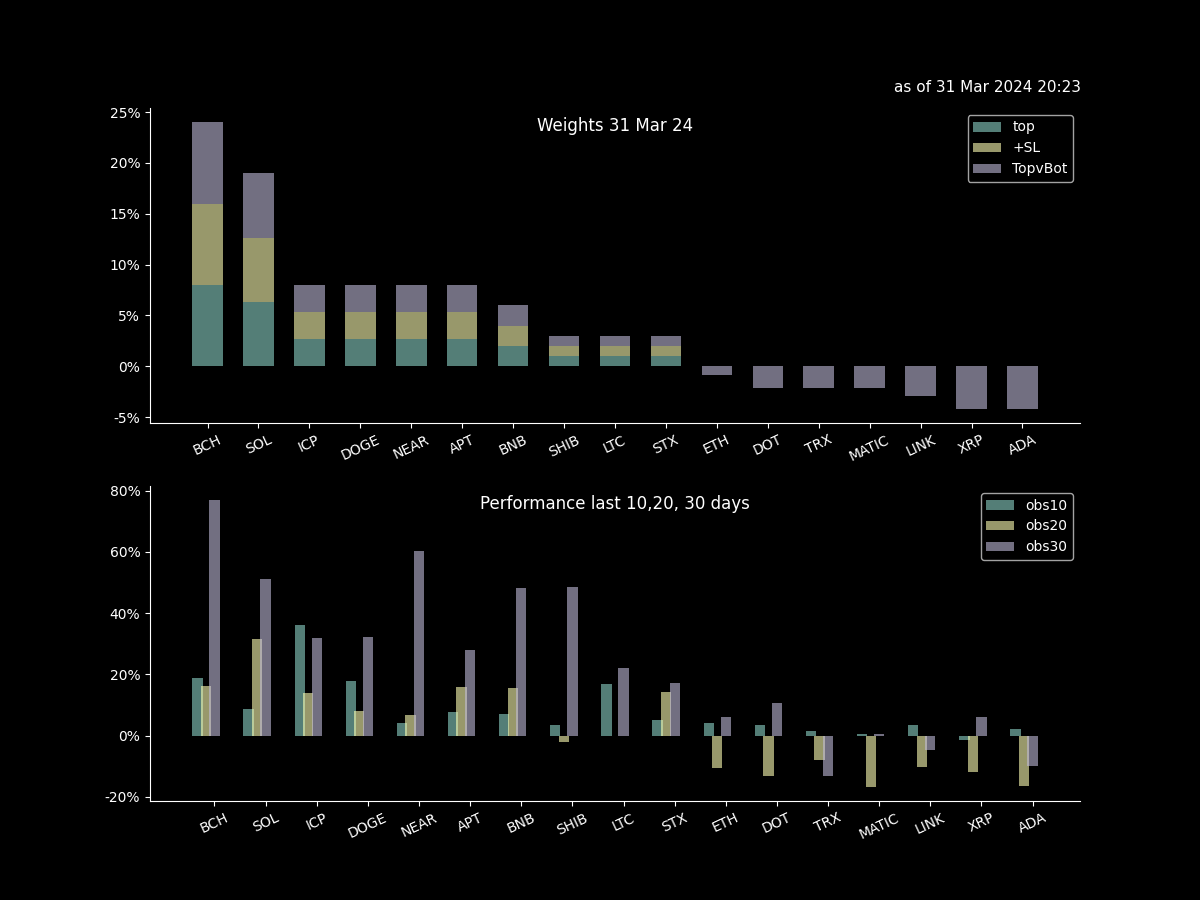 as of 31 Mar 2024 20:23
Weights 31 Mar 24
top
+SL
TopvBot
25%
20%
15%
10%
5%
0%
-5%
BCH SOL ICP DOGE NEAR APT BNB SHIB LTC STX ETH DOT TRX MATIC LINK XRP ADA
Performance last 10,20, 30 days
obs10
obs20
obs30
80%
60%
40%
20%
0%
-20%
BCH SOL ICP DOGE NEAR APT BNB SHIB LTC STX ETH DOT TRX MATIC LINK XRP ADA